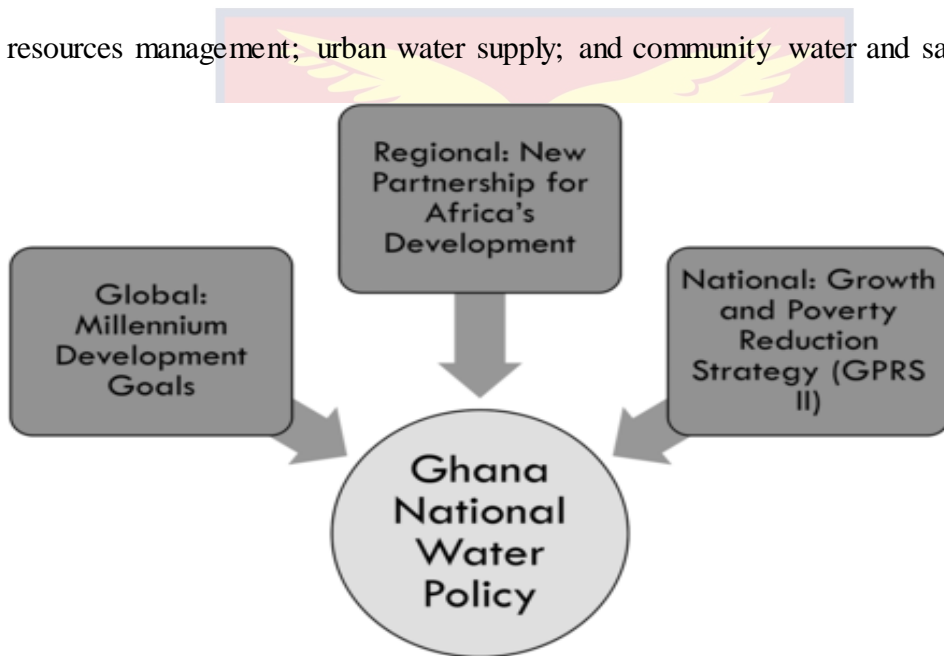 resources management; urban water supply; and community water and sa
Regional: New
Partnership for
Africa's
Development
Global:
Millennium
Development
Goals
National: Growth
and Poverty
Reduction
Strategy (GPRS
II)
Ghana
National
Water
Policy